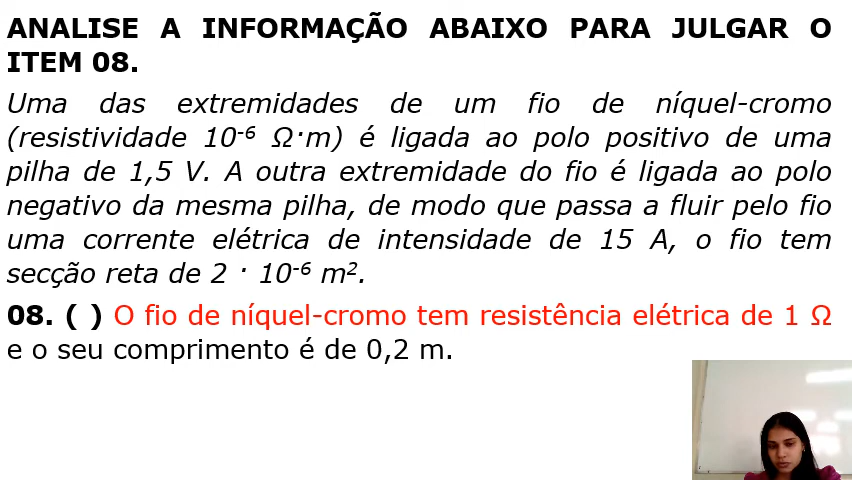 ANALISE A INFORMAÇÃO ABAIXO PARA JULGAR O
ITEM 08.
Uma das extremidades de um fio de níquel-cromo
(resistividade 10⁻⁶ Ω·m) é ligada ao polo positivo de uma
pilha de 1,5 V. A outra extremidade do fio é ligada ao polo
negativo da mesma pilha, de modo que passa a fluir pelo fio
uma corrente elétrica de intensidade de 15 A, o fio tem
secção reta de 2 · 10⁻⁶ m².
08. ( ) O fio de níquel-cromo tem resistência elétrica de 1 Ω
e o seu comprimento é de 0,2 m.